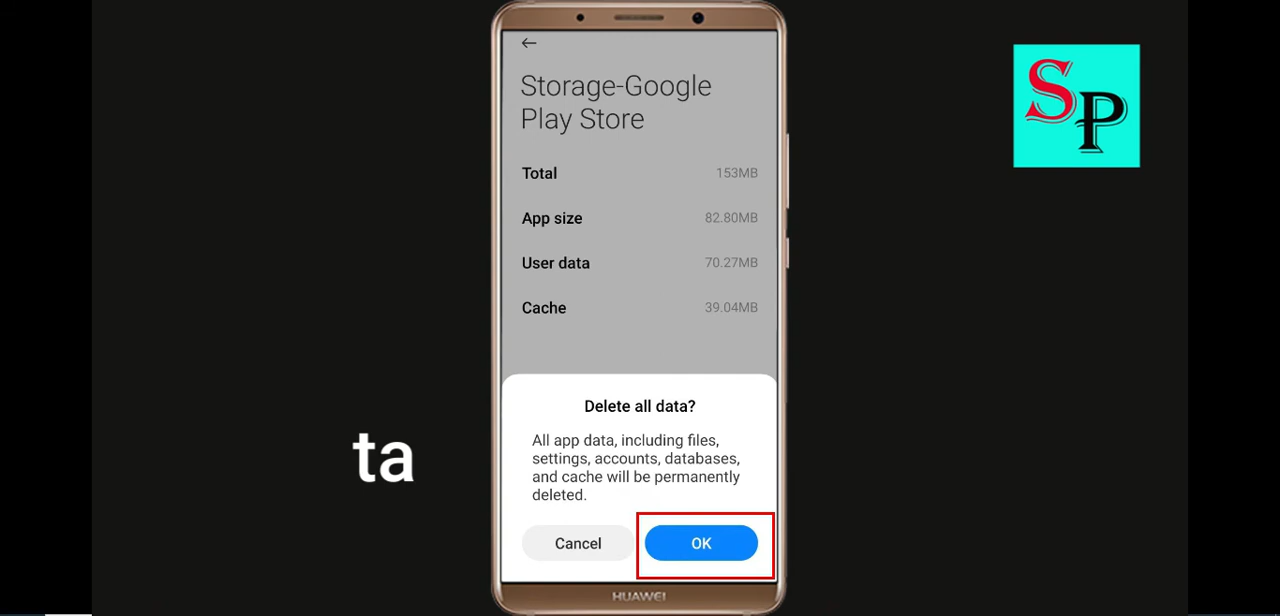 Storage-Google
Play Store
Total 153MB
App size 82.80MB
User data 70.27MB
Cache 39.04MB
Delete all data?
All app data, including files,
settings, accounts, databases,
and cache will be permanently
deleted.
Cancel OK
HUAWEI
ta
SP